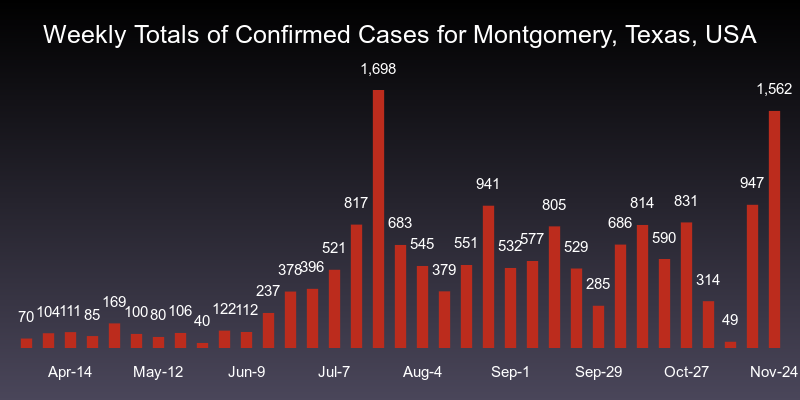 Weekly Totals of Confirmed Cases for Montgomery, Texas, USA
70 104 111 85 169 100 80 106 40 122 112 237 378 396 521 817 1,698 683 545 379 551 941 532 577 805 529 285 686 814 590 831 314 49 947 1,562
Apr-14 May-12 Jun-9 Jul-7 Aug-4 Sep-1 Sep-29 Oct-27 Nov-24